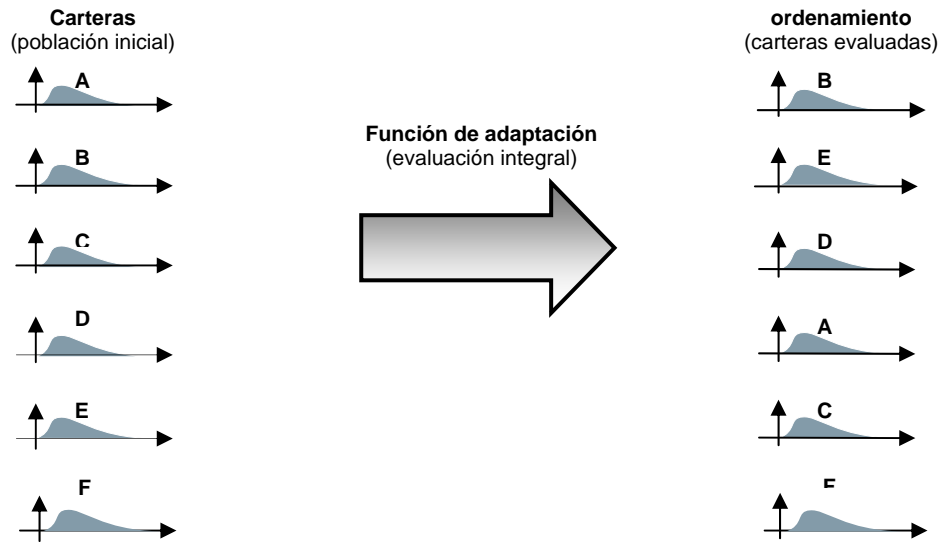 Carteras
(población inicial)
A
B
C
D
E
F
Función de adaptación
(evaluación integral)
ordenamiento
(carteras evaluadas)
B
E
D
A
C